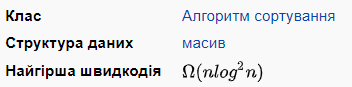 Клас Алгоритм сортування
Структура даних масив
Найгірша швидкодія Ω(nlog²n)